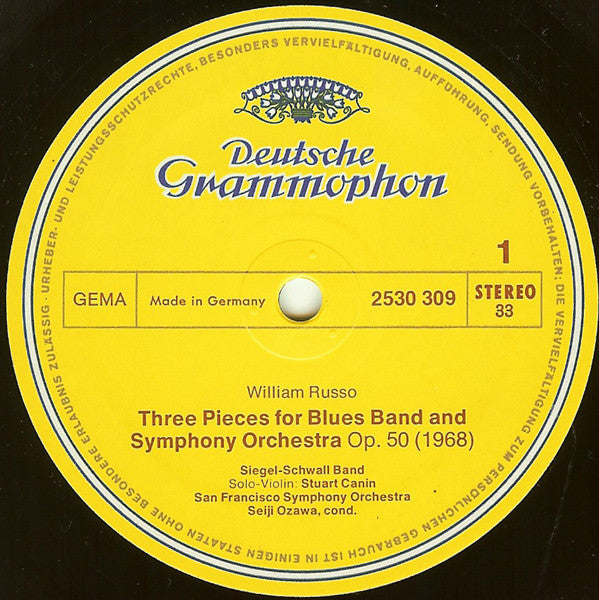 URHEBER- UND LEISTUNGSSCHUTZRECHTE, BESONDERS VERVIELFÄLTIGUNG, AUFFÜHRUNG, SENDUNG VORBEHALTEN; DIE VERVIELFÄLTIGUNG ZUM PERSÖNLICHEN GEBRAUCH IST IN EINIGEN STAATEN OHNE BESONDERE ERLAUBNIS ZULÄSSIG ·
Deutsche
Grammophon
1
GEMA
Made in Germany
2530 309
STEREO
33
William Russo
Three Pieces for Blues Band and
Symphony Orchestra Op. 50 (1968)
Siegel-Schwall Band
Solo-Violin: Stuart Canin
San Francisco Symphony Orchestra
Seiji Ozawa, cond.